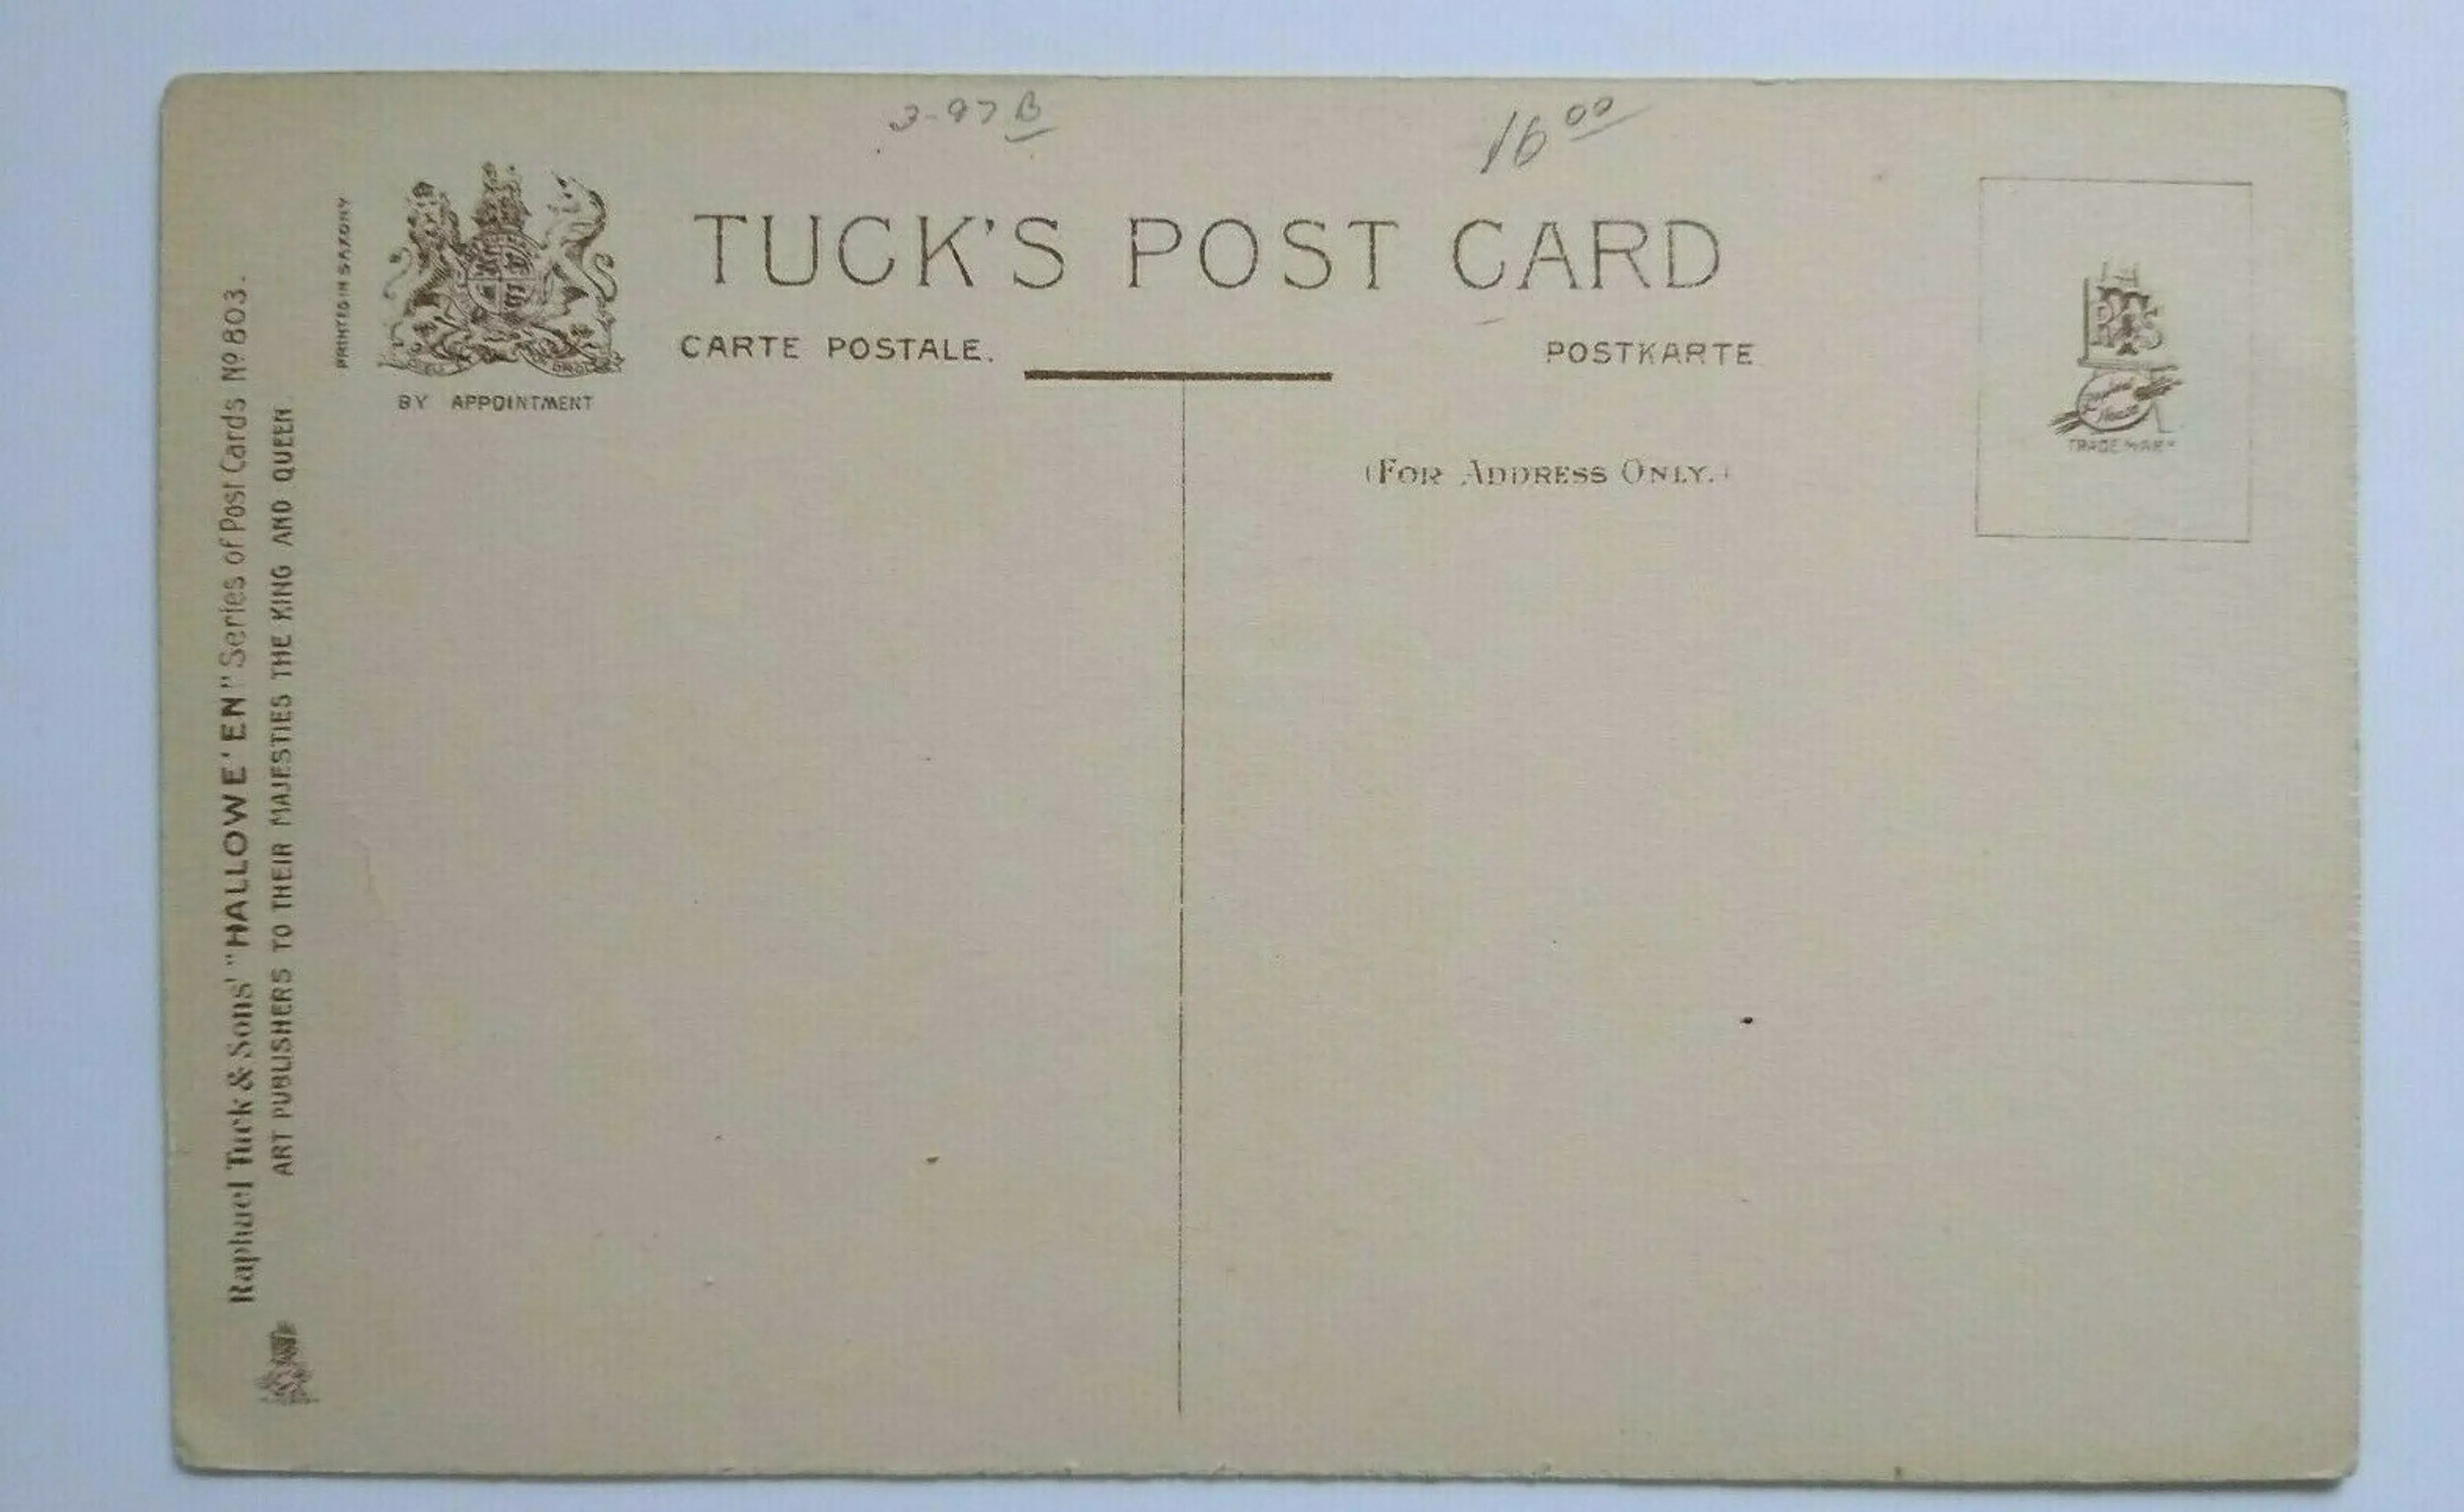 3-97 B
16 00
TUCK'S POST CARD
CARTE POSTALE.
POSTKARTE
BY APPOINTMENT
(FOR ADDRESS ONLY.)
TRADE MARK
PRINTED IN SAXONY
Raphael Tuck & Sons' "HALLOWE'EN" Series of Post Cards Nº 803.
ART PUBLISHERS TO THEIR MAJESTIES THE KING AND QUEEN.